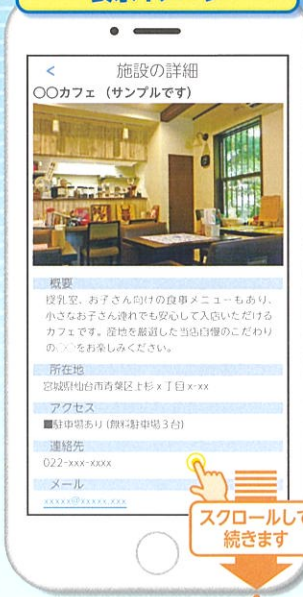 < 施設の詳細
〇〇カフェ (サンプルです)
概要
授乳室、お子さん向けの食事メニューもあり、
小さなお子さん連れでも安心して入店いただける
カフェです。産地を厳選した当店自慢のこだわり
の〇〇をお楽しみください。
所在地
宮城県仙台市青葉区上杉 x 丁目 x-xx
アクセス
■駐車場あり (無料駐車場 3 台)
連絡先
022-xxx-xxxx
メール
xxxxx@xxxxx.xxx
スクロールして
続きます